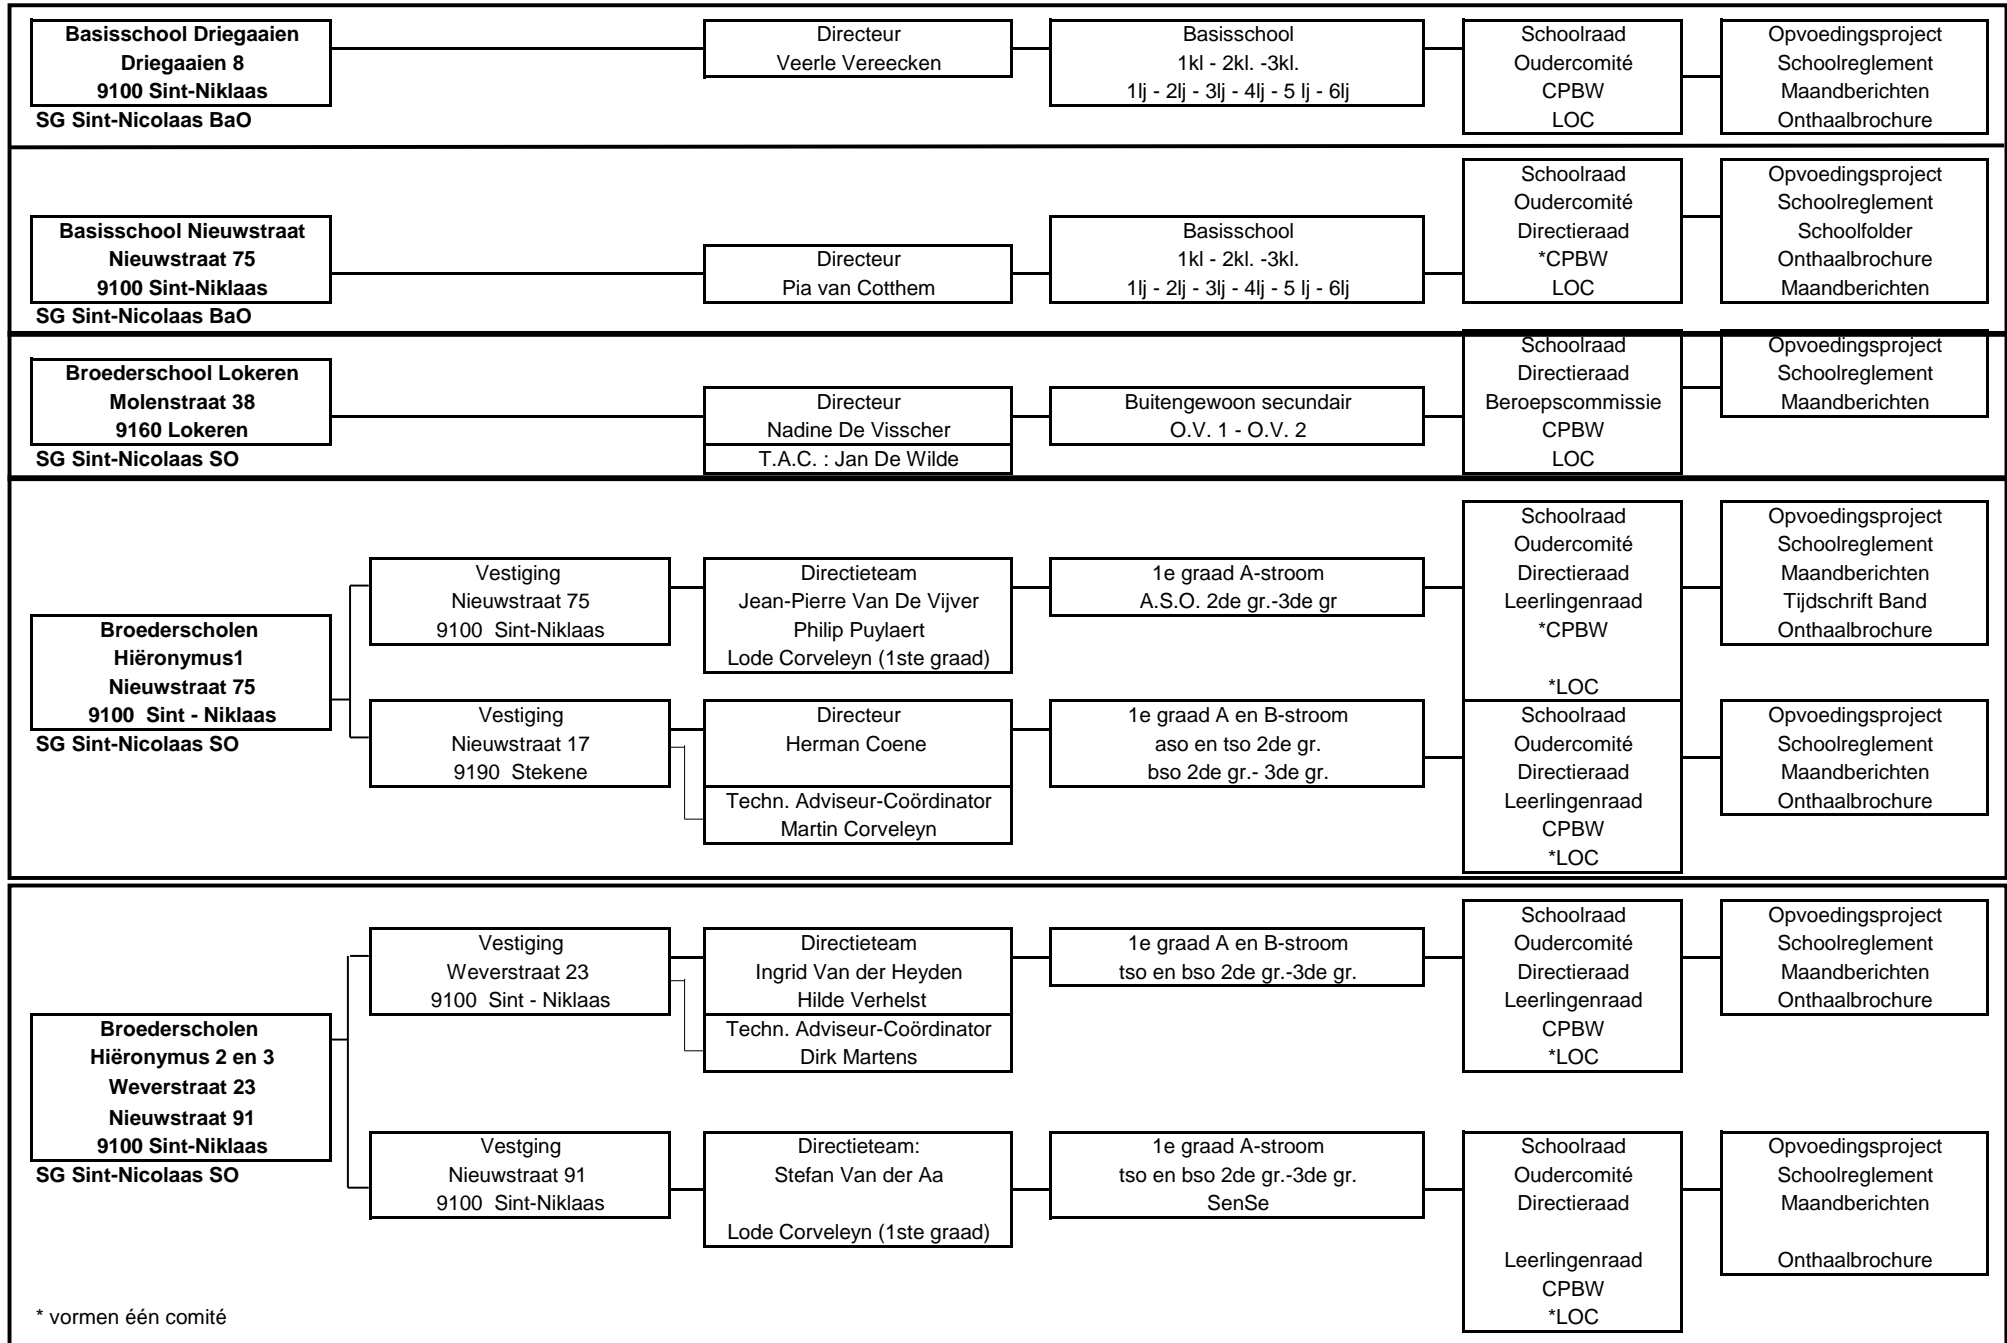 Basisschool Driegaaien
Driegaaien 8
9100 Sint-Niklaas
SG Sint-Nicolaas BaO
Directeur
Veerle Vereecken
Basisschool
1kl - 2kl. -3kl.
1lj - 2lj - 3lj - 4lj - 5 lj - 6lj
Schoolraad
Oudercomité
CPBW
LOC
Opvoedingsproject
Schoolreglement
Maandberichten
Onthaalbrochure
Basisschool Nieuwstraat
Nieuwstraat 75
9100 Sint-Niklaas
SG Sint-Nicolaas BaO
Directeur
Pia van Cotthem
Basisschool
1kl - 2kl. -3kl.
1lj - 2lj - 3lj - 4lj - 5 lj - 6lj
Schoolraad
Oudercomité
Directieraad
*CPBW
LOC
Opvoedingsproject
Schoolreglement
Schoolfolder
Onthaalbrochure
Maandberichten
Broederschool Lokeren
Molenstraat 38
9160 Lokeren
SG Sint-Nicolaas SO
Directeur
Nadine De Visscher
T.A.C. : Jan De Wilde
Buitengewoon secundair
O.V. 1 - O.V. 2
Schoolraad
Directieraad
Beroepscommissie
CPBW
LOC
Opvoedingsproject
Schoolreglement
Maandberichten
Broederscholen
Hiëronymus1
Nieuwstraat 75
9100  Sint - Niklaas
SG Sint-Nicolaas SO
Vestiging
Nieuwstraat 75
9100  Sint-Niklaas
Directieteam
Jean-Pierre Van De Vijver
Philip Puylaert
Lode Corveleyn (1ste graad)
1e graad A-stroom
A.S.O. 2de gr.-3de gr
Schoolraad
Oudercomité
Directieraad
Leerlingenraad
*CPBW
*LOC
Opvoedingsproject
Schoolreglement
Maandberichten
Tijdschrift Band
Onthaalbrochure
Vestiging
Nieuwstraat 17
9190  Stekene
Directeur
Herman Coene
Techn. Adviseur-Coördinator
Martin Corveleyn
1e graad A en B-stroom
aso en tso 2de gr.
bso 2de gr.- 3de gr.
Schoolraad
Oudercomité
Directieraad
Leerlingenraad
CPBW
*LOC
Opvoedingsproject
Schoolreglement
Maandberichten
Onthaalbrochure
Broederscholen
Hiëronymus 2 en 3
Weverstraat 23
Nieuwstraat 91
9100 Sint-Niklaas
SG Sint-Nicolaas SO
Vestiging
Weverstraat 23
9100  Sint - Niklaas
Directieteam
Ingrid Van der Heyden
Hilde Verhelst
Techn. Adviseur-Coördinator
Dirk Martens
1e graad A en B-stroom
tso en bso 2de gr.-3de gr.
Schoolraad
Oudercomité
Directieraad
Leerlingenraad
CPBW
*LOC
Opvoedingsproject
Schoolreglement
Maandberichten
Onthaalbrochure
Vestging
Nieuwstraat 91
9100  Sint-Niklaas
Directieteam:
Stefan Van der Aa
Lode Corveleyn (1ste graad)
1e graad A-stroom
tso en bso 2de gr.-3de gr.
SenSe
Schoolraad
Oudercomité
Directieraad
Leerlingenraad
CPBW
*LOC
Opvoedingsproject
Schoolreglement
Maandberichten
Onthaalbrochure
* vormen één comité